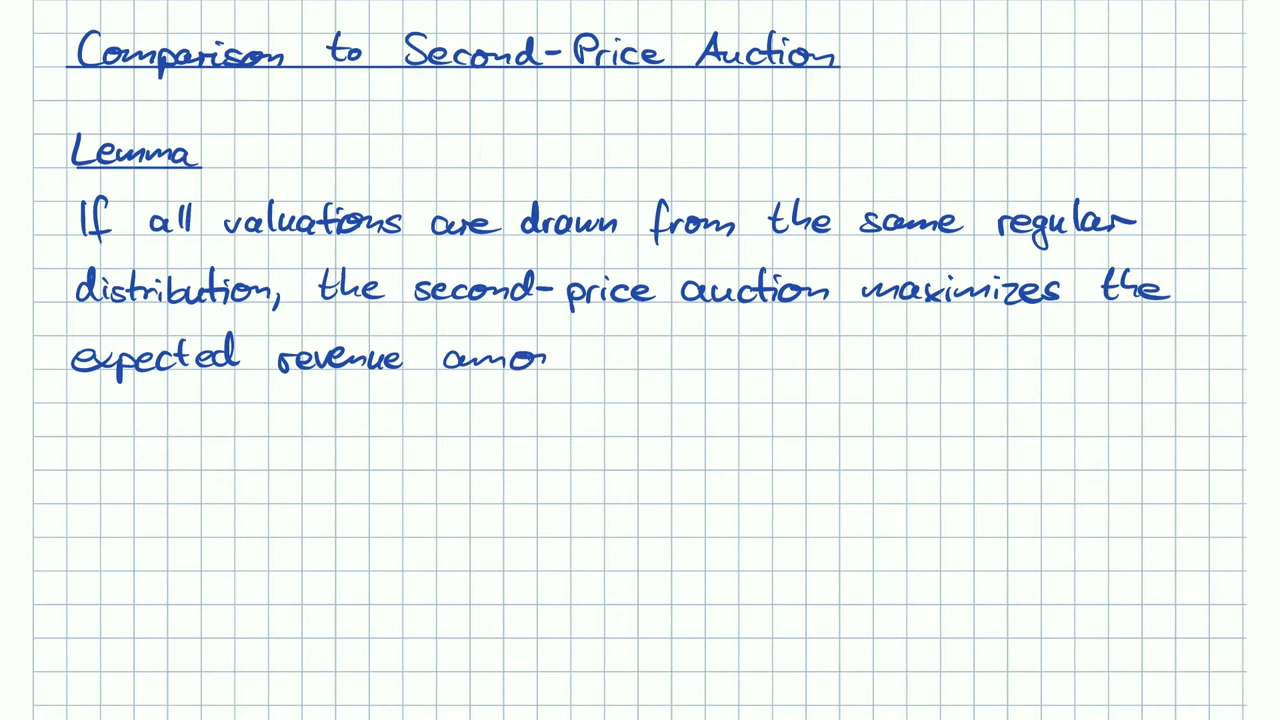 Comparison to Second-Price Auction
Lemma
If all valuations are drawn from the same regular
distribution, the second-price auction maximizes the
expected revenue amon